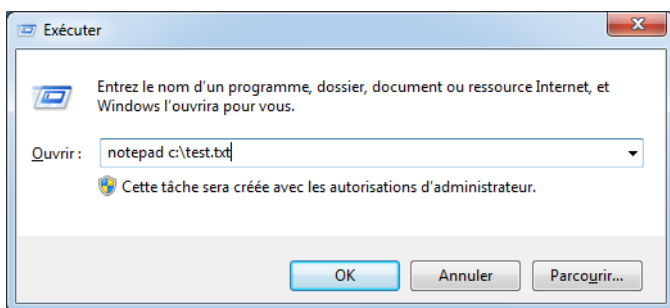 Exécuter
Entrez le nom d'un programme, dossier, document ou ressource Internet, et
Windows l'ouvrira pour vous.
Ouvrir : notepad c:\test.txt
Cette tâche sera créée avec les autorisations d'administrateur.
OK Annuler Parcourir...